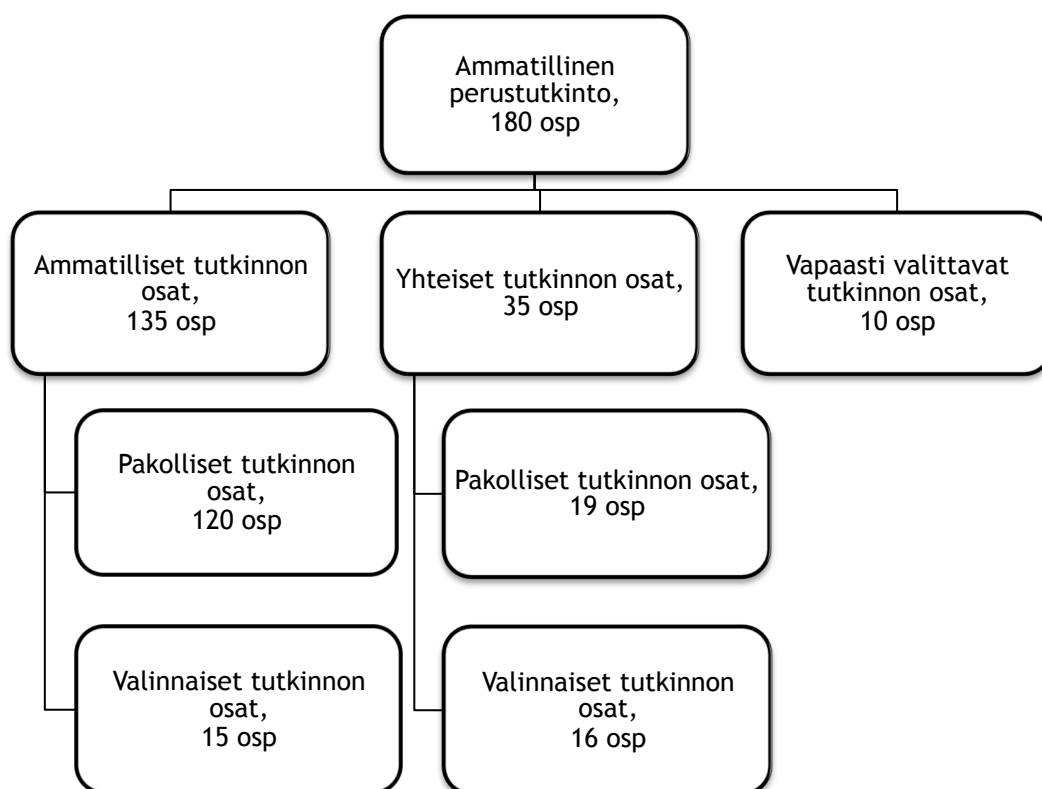 Ammatillinen
perustutkinto,
180 osp
Ammatilliset tutkinnon
osat,
135 osp
Yhteiset tutkinnon osat,
35 osp
Vapaasti valittavat
tutkinnon osat,
10 osp
Pakolliset tutkinnon
osat,
120 osp
Pakolliset tutkinnon osat,
19 osp
Valinnaiset tutkinnon
osat,
15 osp
Valinnaiset tutkinnon
osat,
16 osp